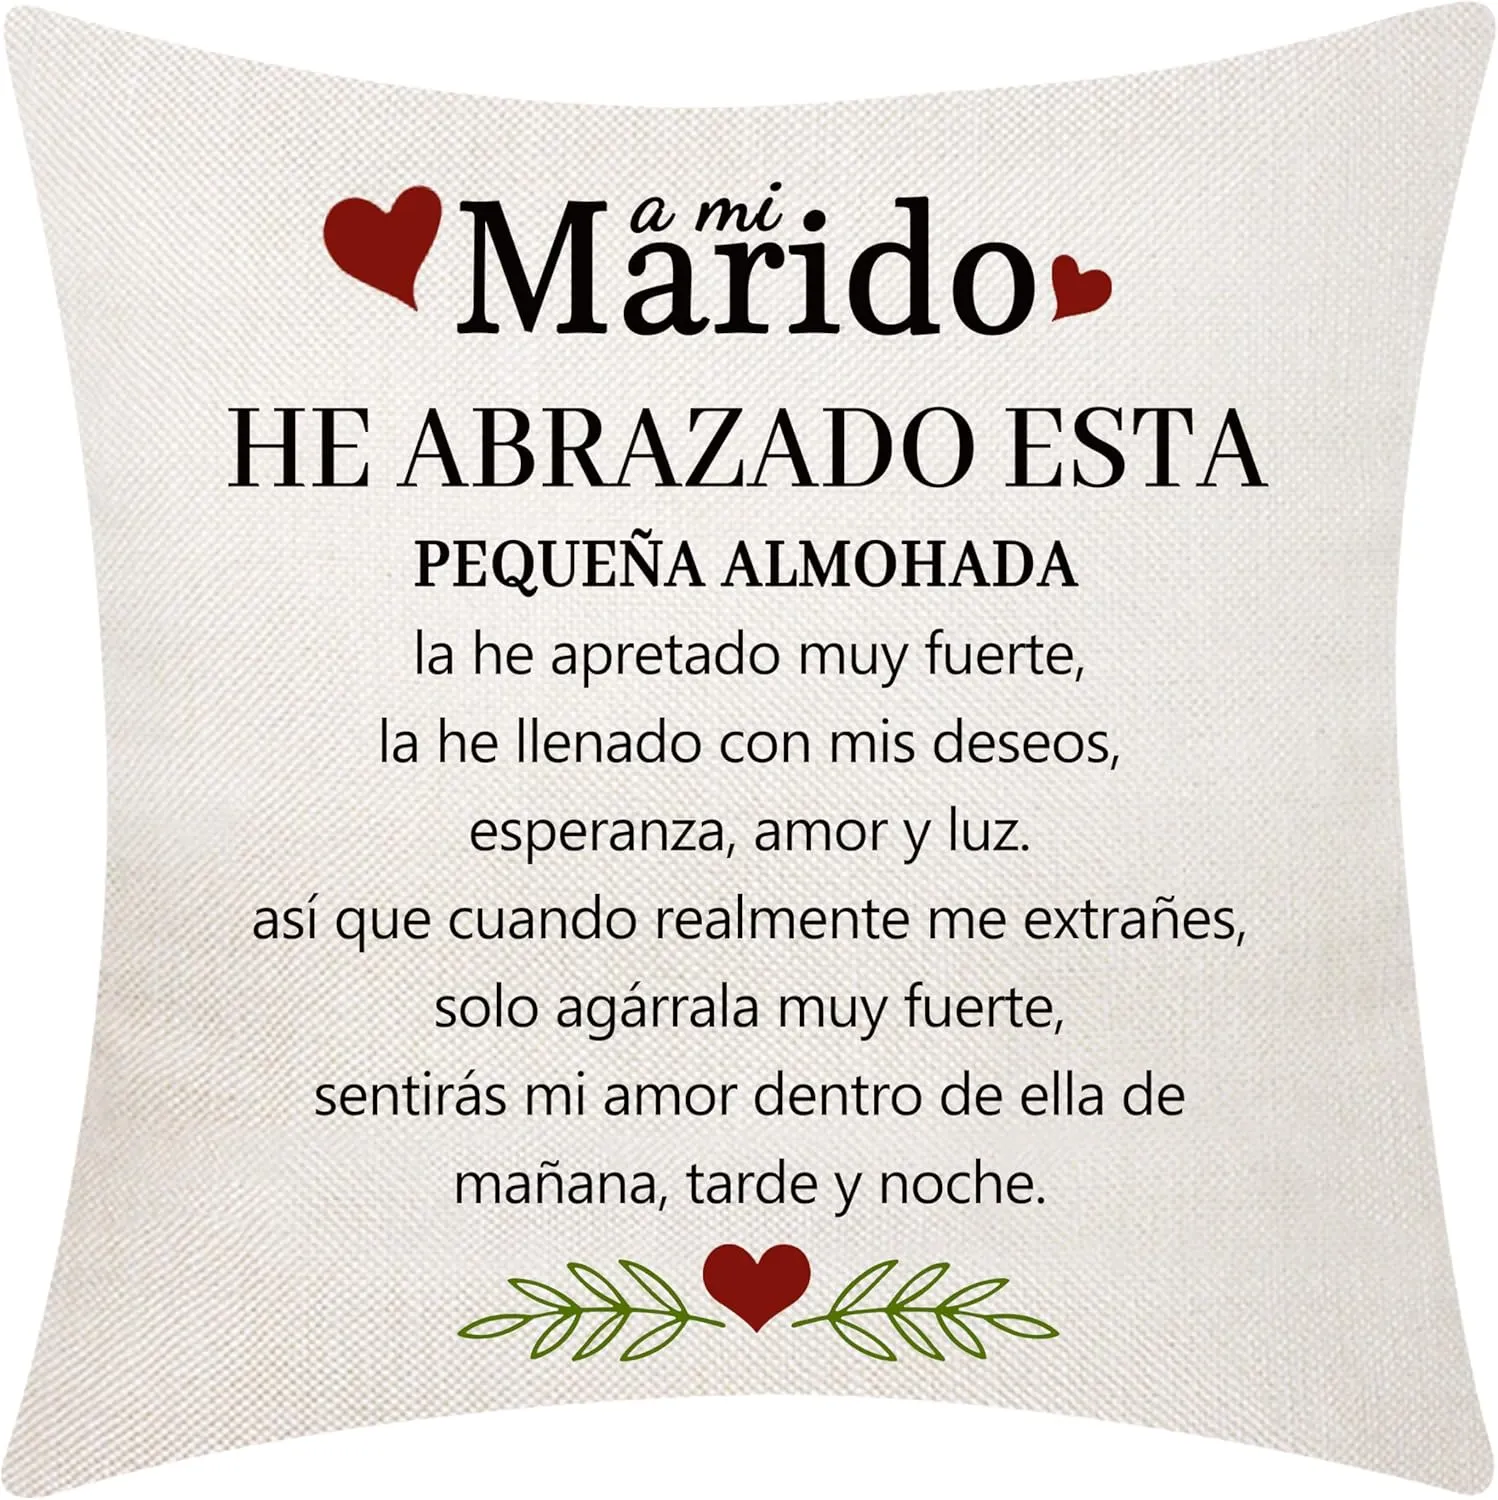 a mi
Marido
HE ABRAZADO ESTA
PEQUEÑA ALMOHADA
la he apretado muy fuerte,
la he llenado con mis deseos,
esperanza, amor y luz.
así que cuando realmente me extrañes,
solo agárrala muy fuerte,
sentirás mi amor dentro de ella de
mañana, tarde y noche.